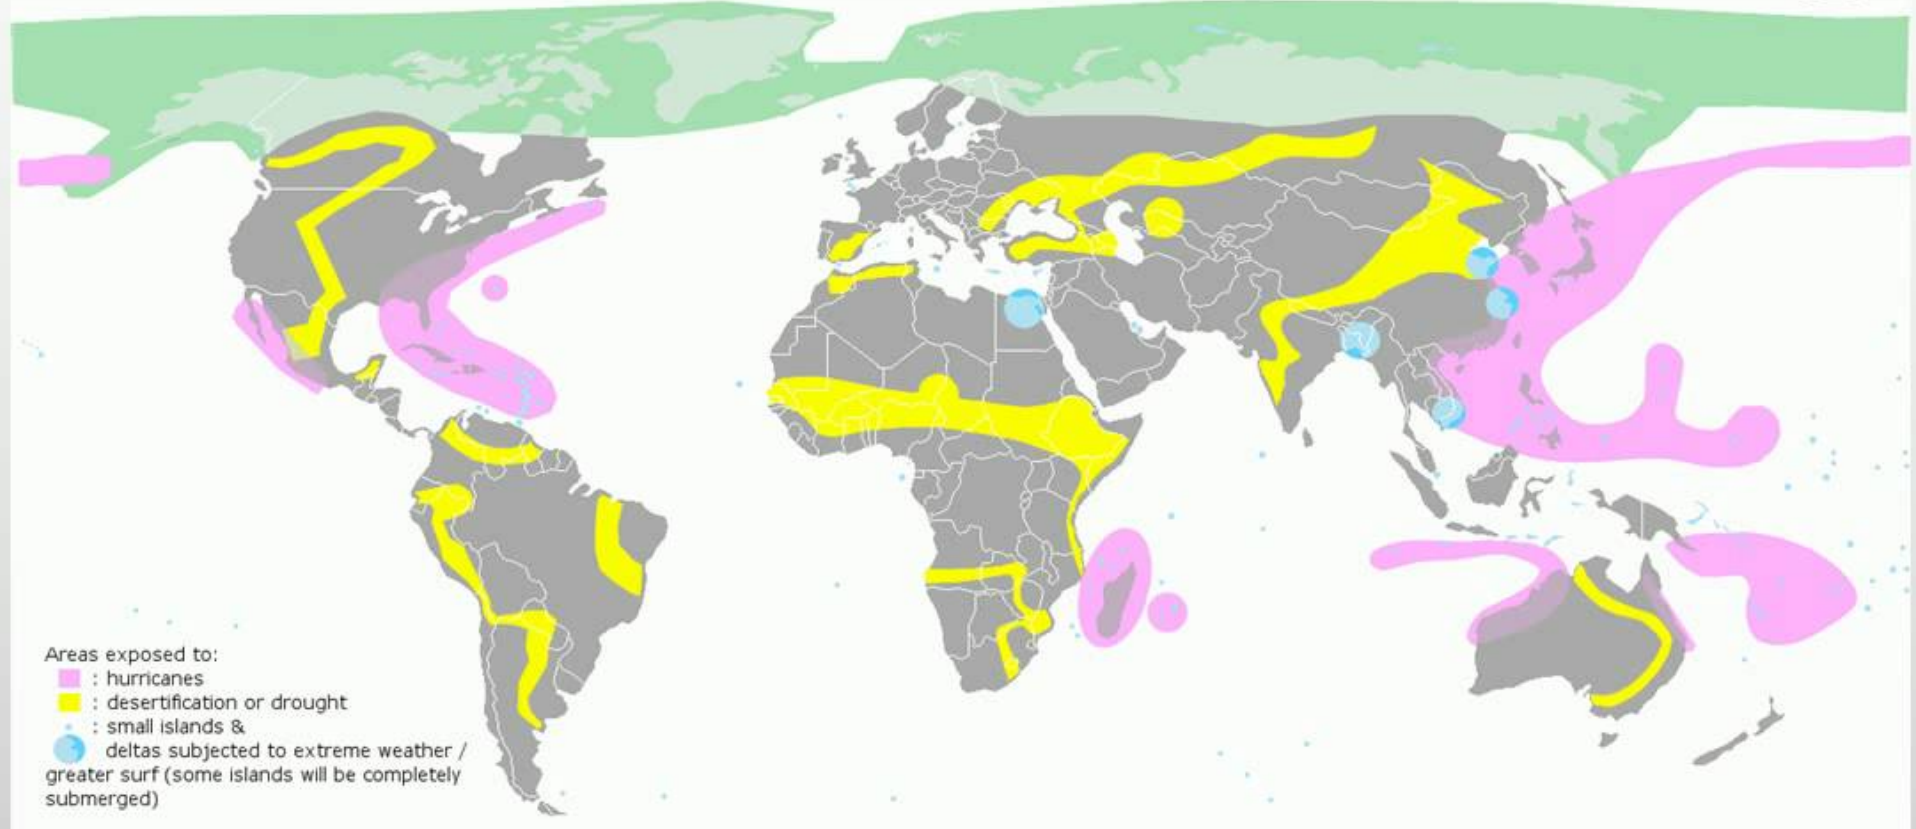 Areas exposed to:
: hurricanes
: desertification or drought
: small islands &
deltas subjected to extreme weather /
greater surf (some islands will be completely
submerged)